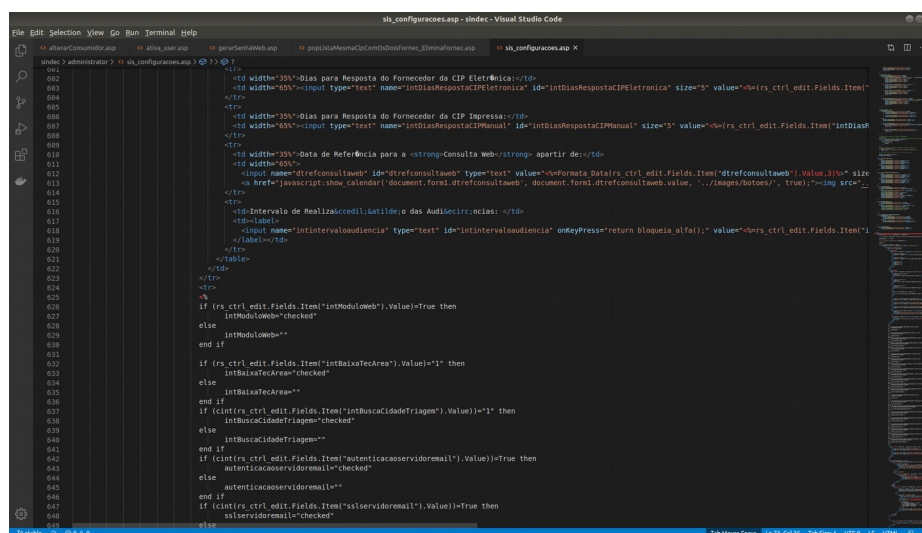 sis_configuracoes.asp - sindec - Visual Studio Code
File Edit Selection View Go Run Terminal Help
alterarConsumidor.asp ativa_user.asp gerarSenhaWeb.asp popListaMesmaCipComOsDoisFornec_EliminaFornec.asp sis_configuracoes.asp ×
sindec > administrator > sis_configuracoes.asp > ? > ?
601 <tr>
602 <td width="35%">Dias para Resposta do Fornecedor da CIP Eletr�nica:</td>
603 <td width="65%"><input type="text" name="intDiasRespostaCIPEletronica" id="intDiasRespostaCIPEletronica" size="5" value="<%=(rs_ctrl_edit.Fields.Item("
604 </tr>
605 <tr>
606 <td width="35%">Dias para Resposta do Fornecedor da CIP Impressa:</td>
607 <td width="65%"><input type="text" name="intDiasRespostaCIPManual" id="intDiasRespostaCIPManual" size="5" value="<%=(rs_ctrl_edit.Fields.Item("intDiasR
608 </tr>
609 <tr>
610 <td width="35%">Data de Refer�ncia para a <strong>Consulta Web</strong> apartir de:</td>
611 <td width="65%">
612 <input name="dtrefconsultaweb" id="dtrefconsultaweb" type="text" value="<%=Formata_Data(rs_ctrl_edit.Fields.Item("dtrefconsultaweb").Value,3)%>" size
613 <a href="javascript:show_calendar('document.form1.dtrefconsultaweb', document.form1.dtrefconsultaweb.value, '../images/botoes/', true);"><img src="..
614 </tr>
615 <tr>
616 <td>Intervalo de Realiza&ccedil;&atilde;o das Audi&ecirc;ncias: </td>
617 <td><label>
618 <input name="intintervaloaudiencia" type="text" id="intintervaloaudiencia" onKeyPress="return bloqueia_alfa();" value="<%=rs_ctrl_edit.Fields.Item("i
619 </label></td>
620 </tr>
621 </table>
622 </td>
623 </tr>
624 <tr>
625 <%
626 if (rs_ctrl_edit.Fields.Item("intModuloWeb").Value)=True then
627 intModuloWeb="checked"
628 else
629 intModuloWeb=""
630 end if
631
632 if (rs_ctrl_edit.Fields.Item("intBaixaTecArea").Value)="1" then
633 intBaixaTecArea="checked"
634 else
635 intBaixaTecArea=""
636 end if
637 if (cint(rs_ctrl_edit.Fields.Item("intBuscaCidadeTriagem").Value))="1" then
638 intBuscaCidadeTriagem="checked"
639 else
640 intBuscaCidadeTriagem=""
641 end if
642 if (cint(rs_ctrl_edit.Fields.Item("autenticacaoservidoremail").Value))=True then
643 autenticacaoservidoremail="checked"
644 else
645 autenticacaoservidoremail=""
646 end if
647 if (cint(rs_ctrl_edit.Fields.Item("sslservidoremail").Value))=True then
648 sslservidoremail="checked"
649 else